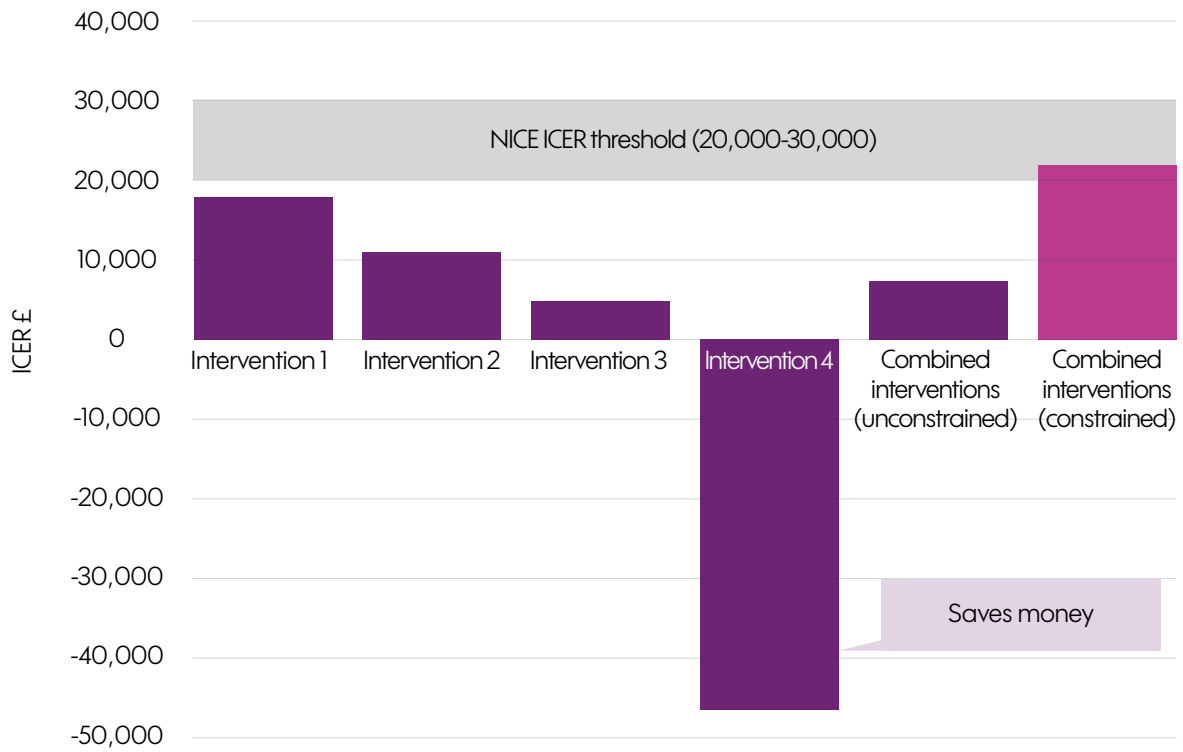 40,000
30,000
NICE ICER threshold (20,000-30,000)
20,000
10,000
ICER £
0
Intervention 1
Intervention 2
Intervention 3
Intervention 4
Combined
interventions
(unconstrained)
Combined
interventions
(constrained)
-10,000
-20,000
-30,000
Saves money
-40,000
-50,000